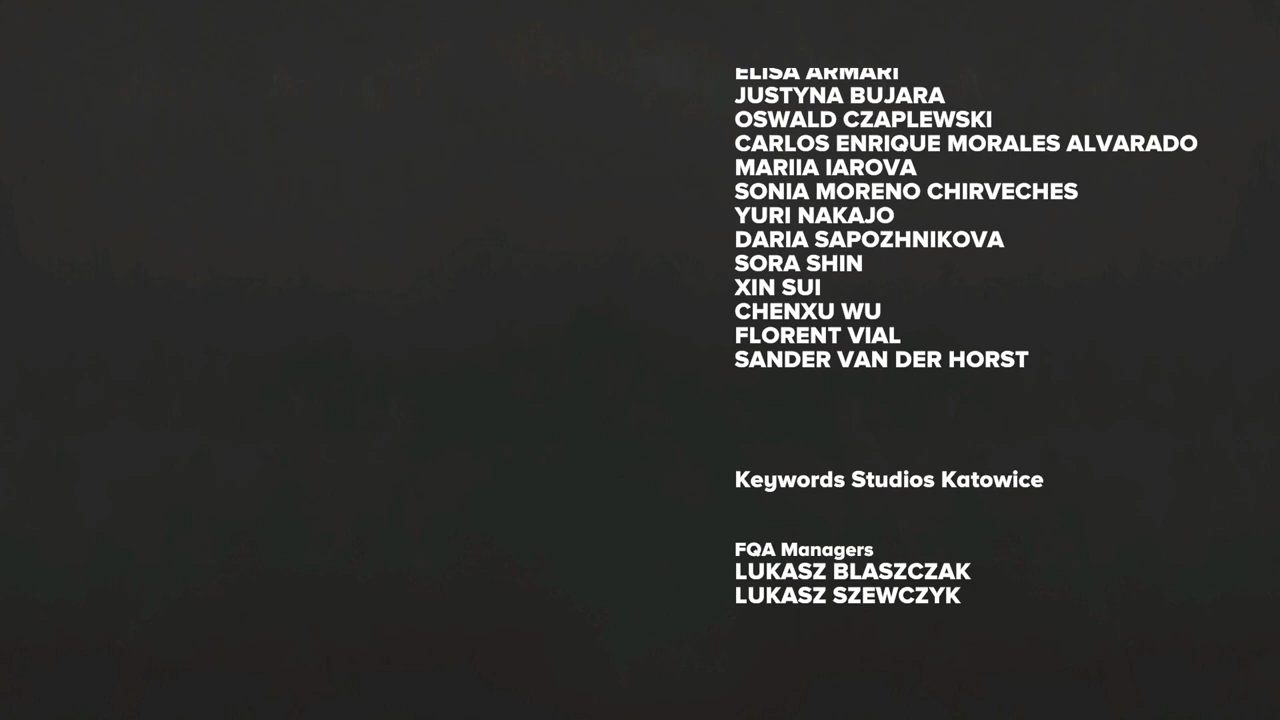 ELISA ARMARI
JUSTYNA BUJARA
OSWALD CZAPLEWSKI
CARLOS ENRIQUE MORALES ALVARADO
MARIIA IAROVA
SONIA MORENO CHIRVECHES
YURI NAKAJO
DARIA SAPOZHNIKOVA
SORA SHIN
XIN SUI
CHENXU WU
FLORENT VIAL
SANDER VAN DER HORST
Keywords Studios Katowice
FQA Managers
LUKASZ BLASZCZAK
LUKASZ SZEWCZYK